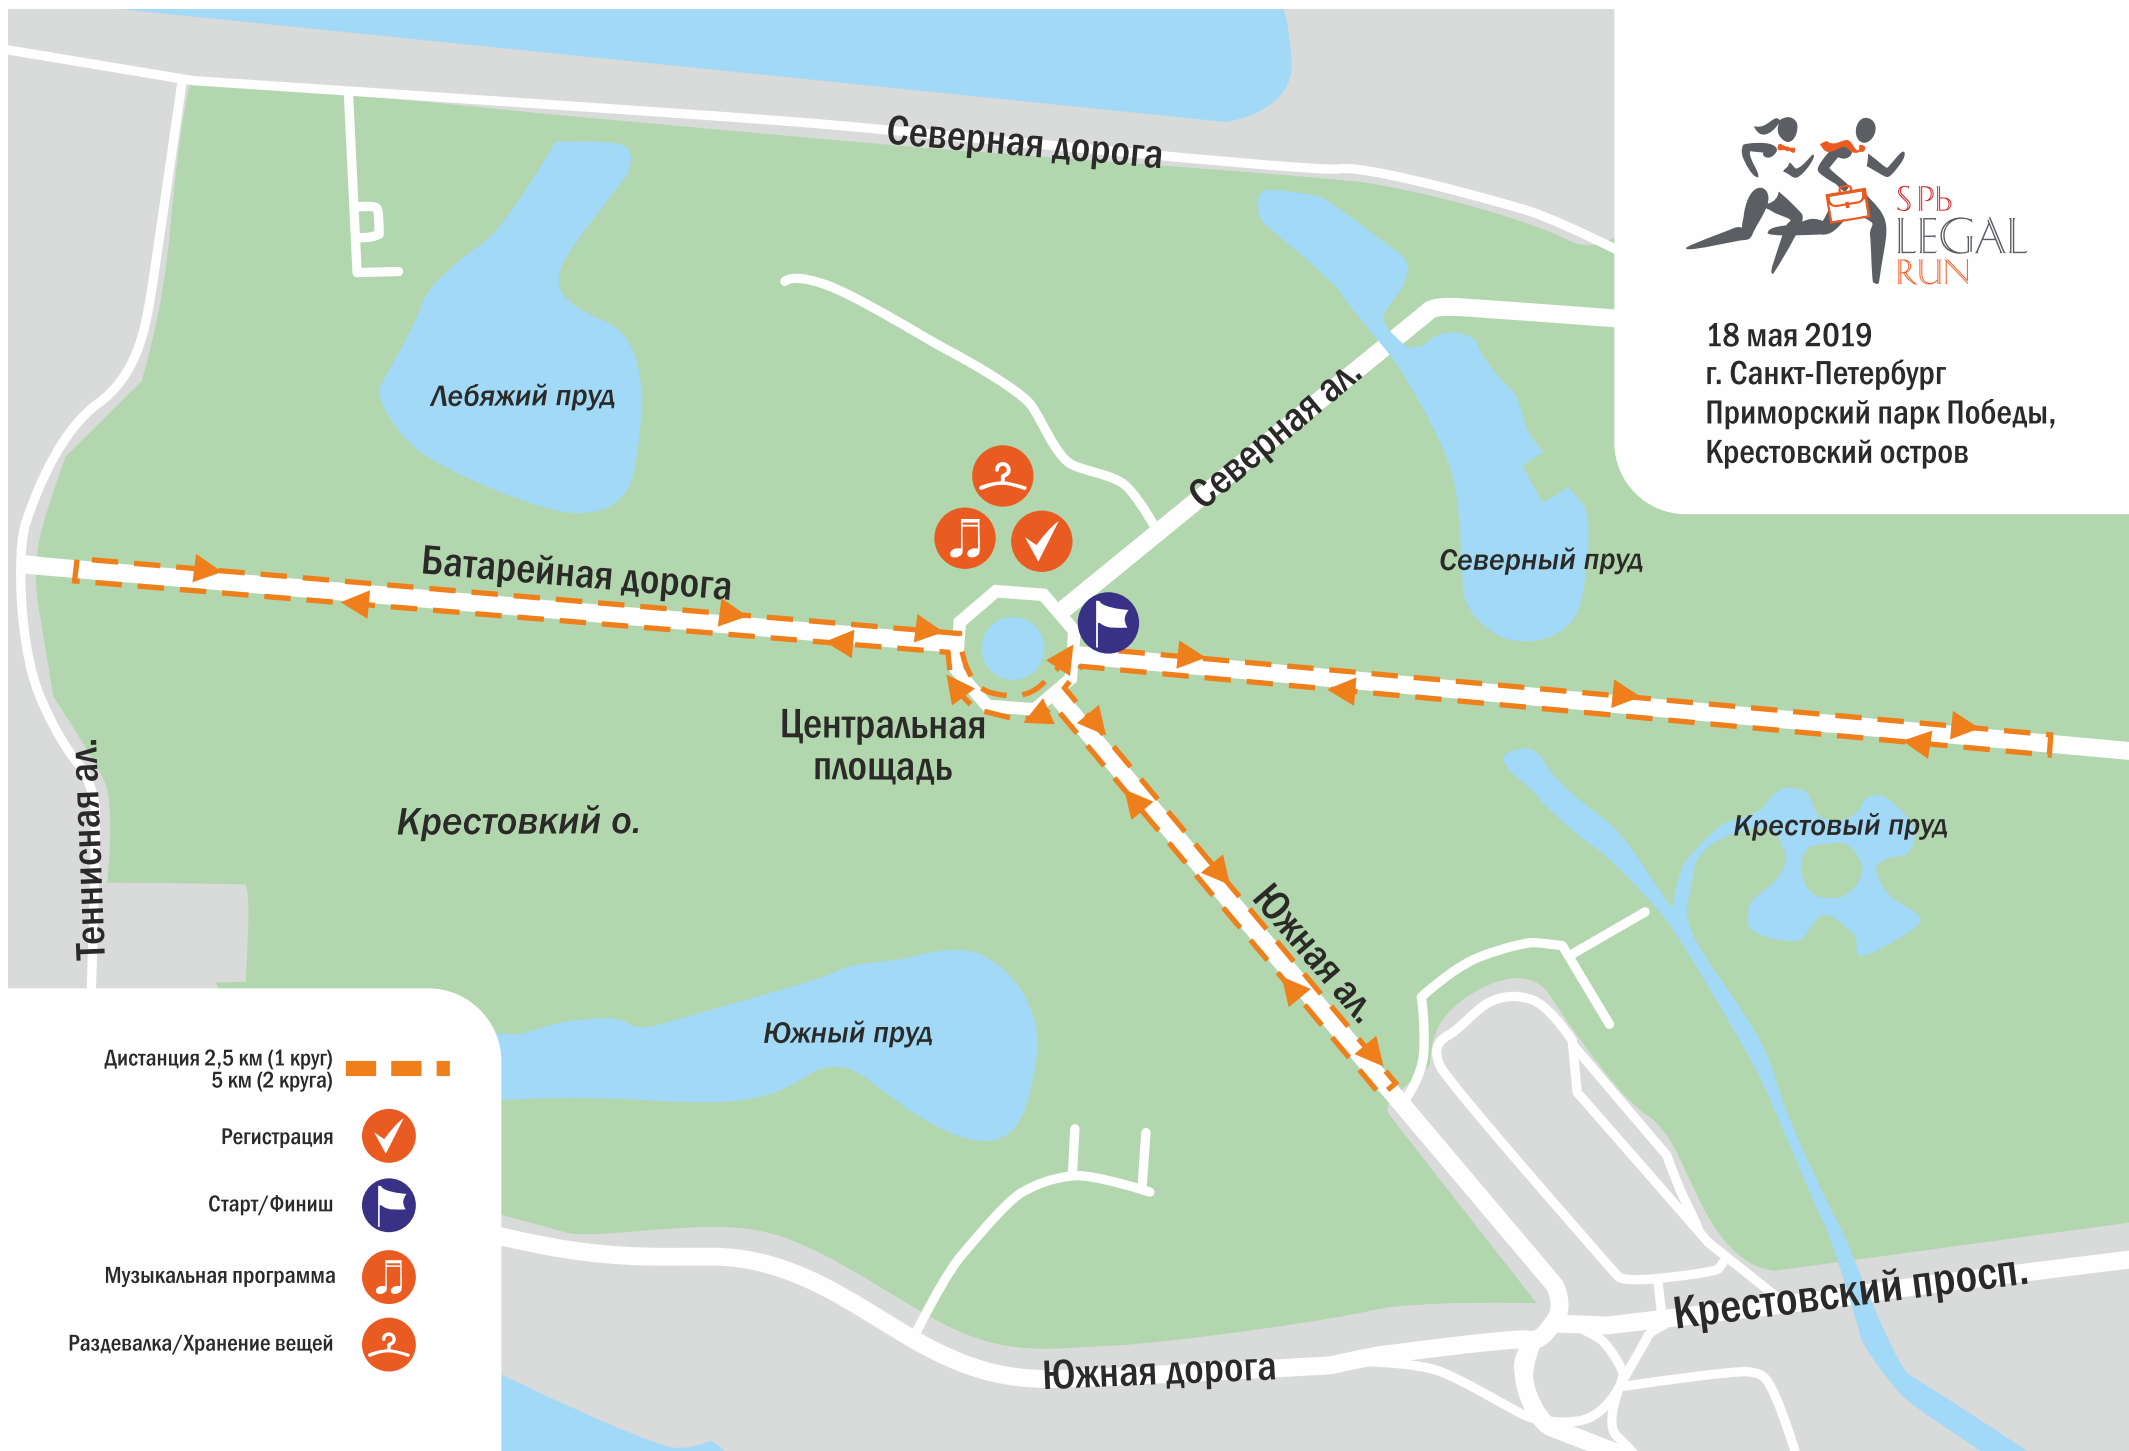 Северная дорога
SPb
LEGAL
RUN
18 мая 2019
г. Санкт-Петербург
Приморский парк Победы,
Крестовский остров
Лебяжий пруд
Северная ал.
Батарейная дорога
Северный пруд
Центральная
площадь
Теннисная ал.
Крестовкий о.
Крестовый пруд
Южная ал.
Южный пруд
Дистанция 2,5 км (1 круг)
5 км (2 круга)
Регистрация
Старт/Финиш
Музыкальная программа
Раздевалка/Хранение вещей
Крестовский просп.
Южная дорога